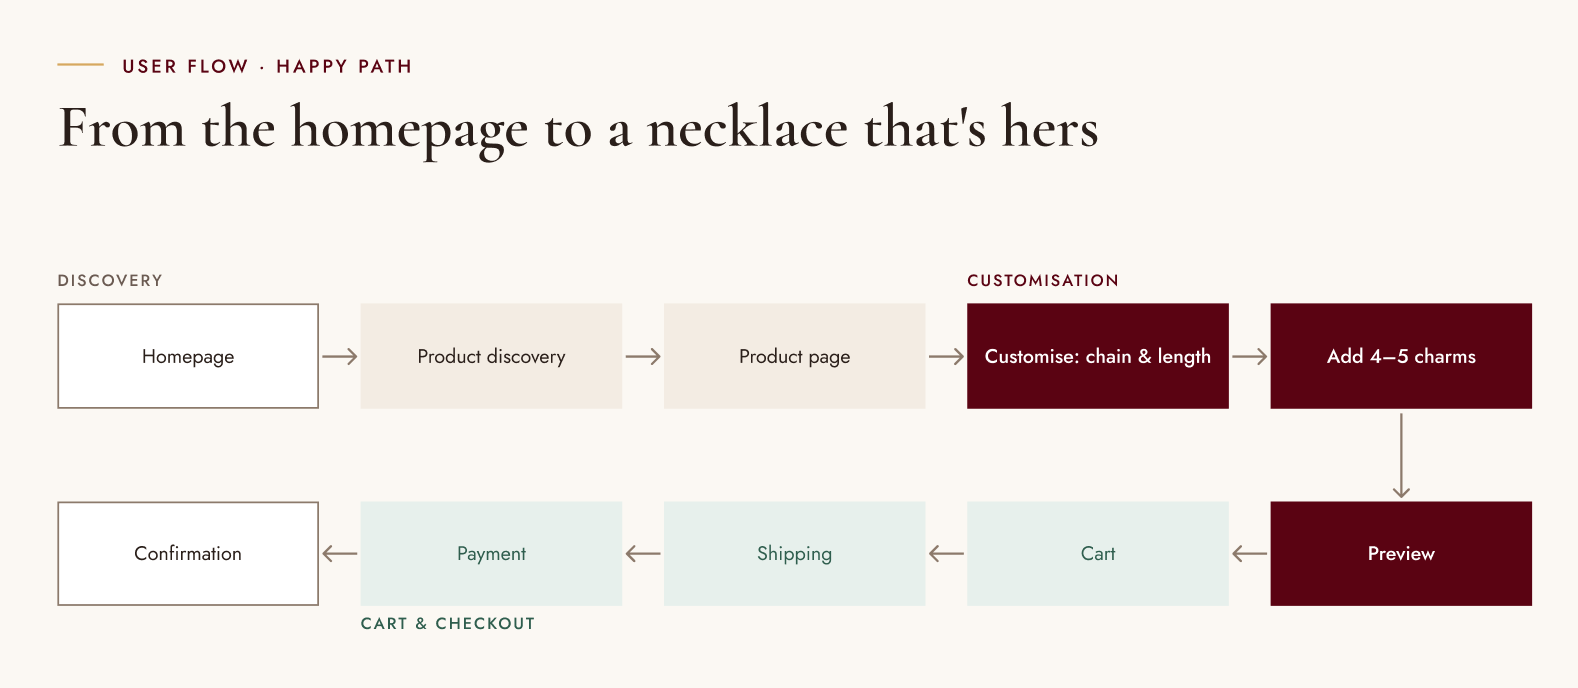 USER FLOW · HAPPY PATH
From the homepage to a necklace that's hers
DISCOVERY
CUSTOMISATION
Homepage
Product discovery
Product page
Customise: chain & length
Add 4–5 charms
Confirmation
Payment
Shipping
Cart
Preview
CART & CHECKOUT